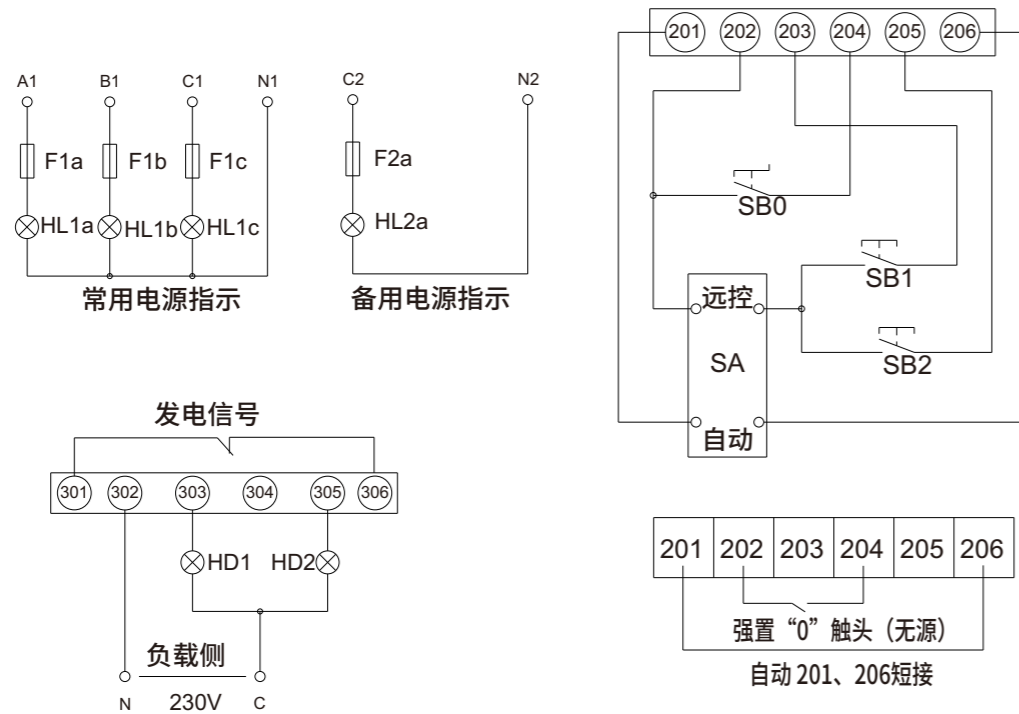 A1 B1 C1 N1
F1a F1b F1c
HL1a HL1b HL1c
常用电源指示
C2 N2
F2a
HL2a
备用电源指示
201 202 203 204 205 206
SB0
SB1
远控
SB2
SA
自动
发电信号
301 302 303 304 305 306
HD1 HD2
负载侧
N 230V C
201 202 203 204 205 206
强置“0”触头（无源）
自动 201、206短接